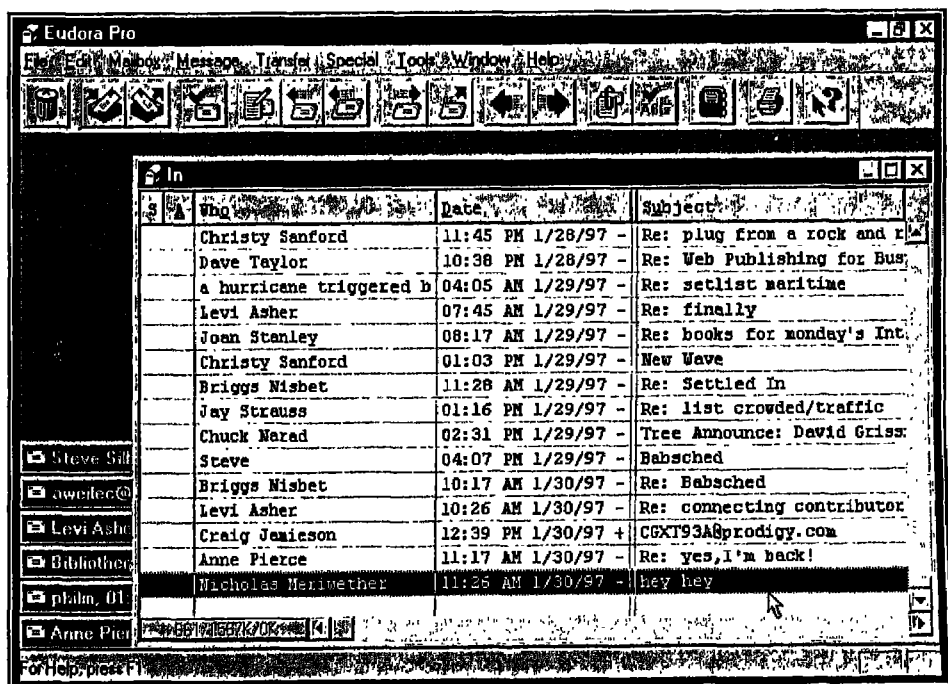 Eudora Pro
File Edit Mailbox Message Transfer Special Tools Window Help
In
S Who Date Subject
Christy Sanford 11:45 PM 1/28/97 - Re: plug from a rock and r
Dave Taylor 10:38 PM 1/28/97 - Re: Web Publishing for Bus
a hurricane triggered b 04:05 AM 1/29/97 - Re: setlist maritime
Levi Asher 07:45 AM 1/29/97 - Re: finally
Joan Stanley 08:17 AM 1/29/97 - Re: books for monday's Int
Christy Sanford 01:03 PM 1/29/97 - New Wave
Briggs Nisbet 11:28 AM 1/29/97 - Re: Settled In
Jay Strauss 01:16 PM 1/29/97 - Re: list crowded/traffic
Chuck Narad 02:31 PM 1/29/97 - Tree Announce: David Griss
Steve 04:07 PM 1/29/97 - Babsched
Briggs Nisbet 10:17 AM 1/30/97 - Re: Babsched
Levi Asher 10:26 AM 1/30/97 - Re: connecting contributor
Craig Jamieson 12:39 PM 1/30/97 + CGXT93A@prodigy.com
Anne Pierce 11:17 AM 1/30/97 - Re: yes,I'm back!
Nicholas Meriwether 11:26 AM 1/30/97 - hey hey
Steve Sil
aweitec@
Levi Ashe
Bibliothec
philm, 01:
Anne Pier
For Help, press F1